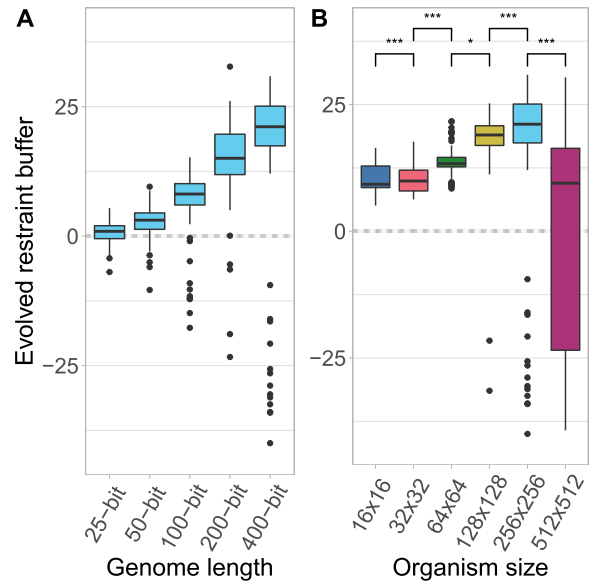 A
B
Evolved restraint buffer
25
0
−25
25−bit
50−bit
100−bit
200−bit
400−bit
Genome length
***
***
***
*
***
25
0
−25
16x16
32x32
64x64
128x128
256x256
512x512
Organism size